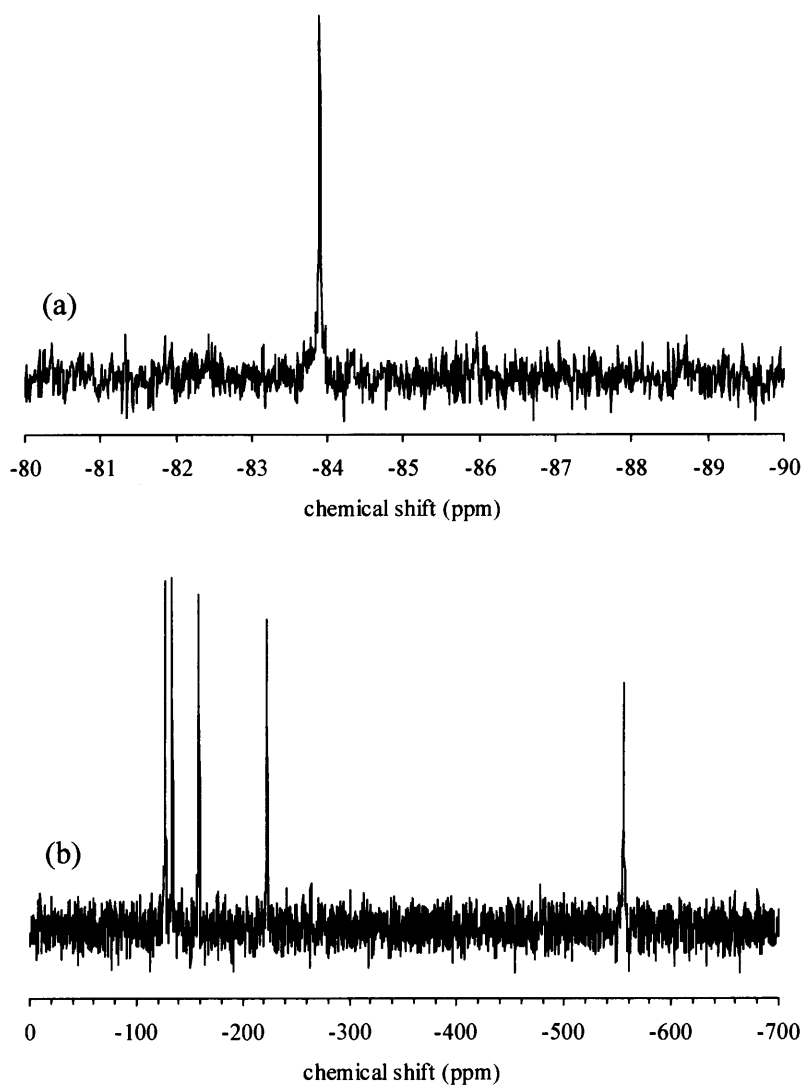 (a)
-80 -81 -82 -83 -84 -85 -86 -87 -88 -89 -90
chemical shift (ppm)
(b)
0 -100 -200 -300 -400 -500 -600 -700
chemical shift (ppm)